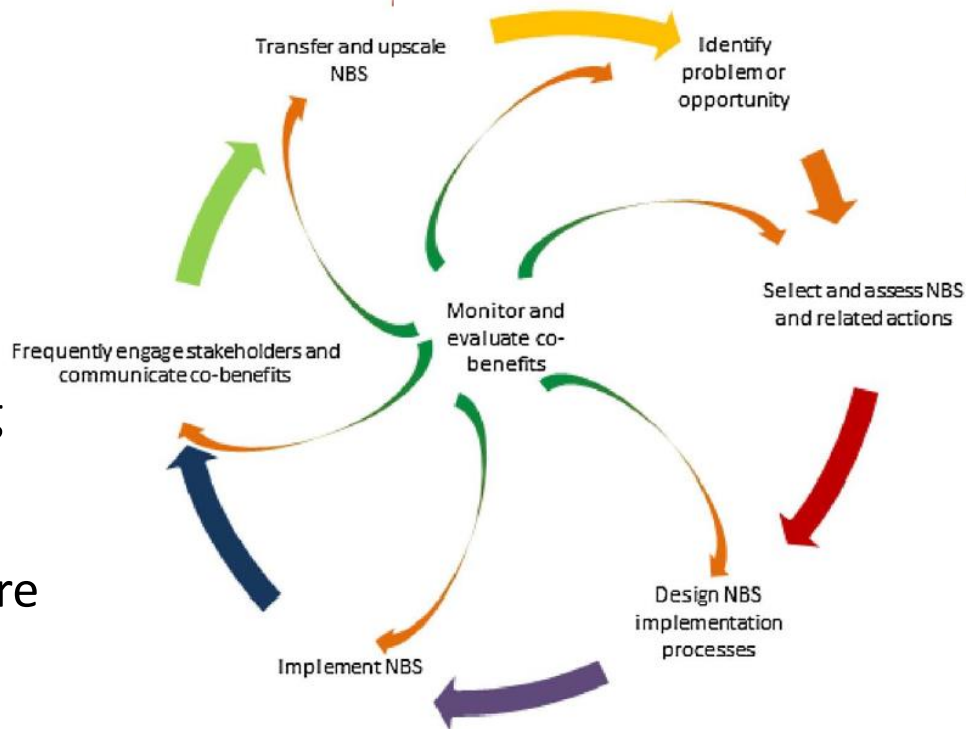 Transfer and upscale
NBS
Identify
problem or
opportunity
Select and assess NBS
and related actions
Monitor and
evaluate co-
benefits
Frequently engage stakeholders and
communicate co-benefits
Design NBS
implementation
processes
Implement NBS
re